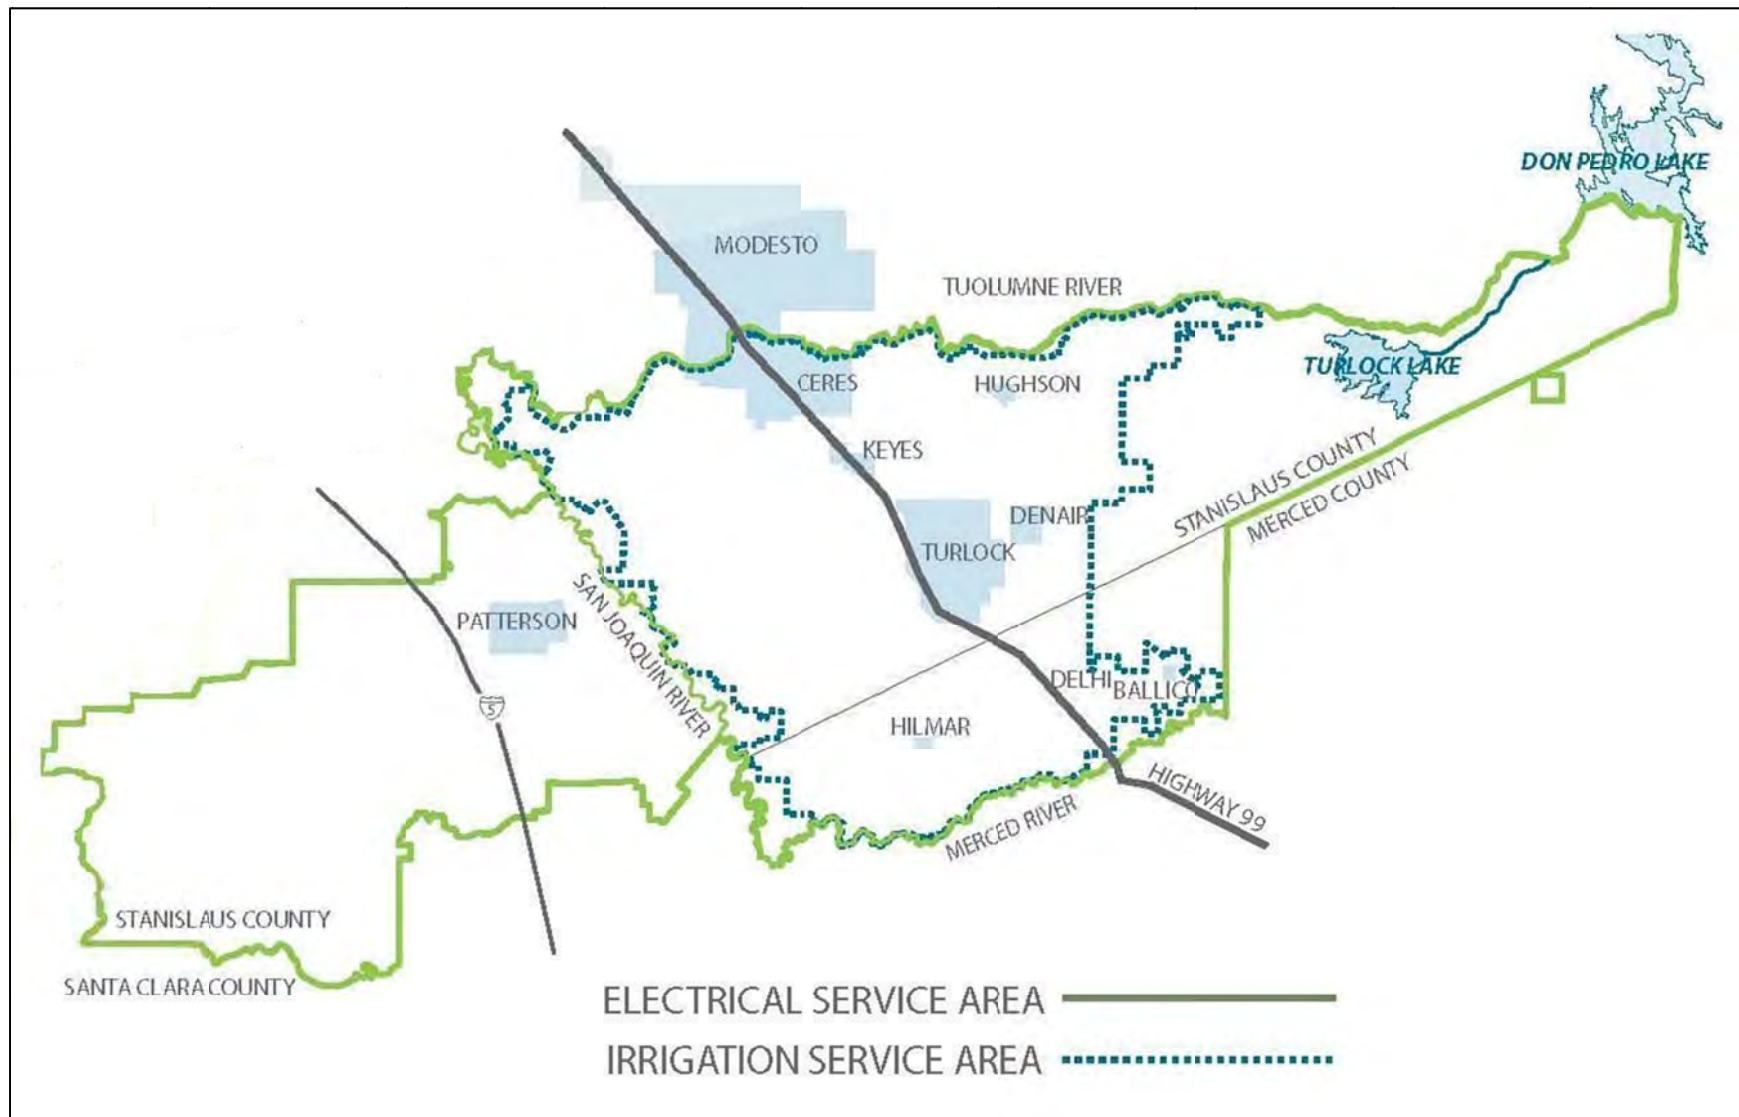 DON PEDRO LAKE
MODESTO
TUOLUMNE RIVER
TURLOCK LAKE
CERES
HUGHSON
KEYES
STANISLAUS COUNTY
MERCED COUNTY
DENAIR
TURLOCK
SAN JOAQUIN RIVER
PATTERSON
DELHI
BALLICO
5
HILMAR
HIGHWAY 99
MERCED RIVER
STANISLAUS COUNTY
SANTA CLARA COUNTY
ELECTRICAL SERVICE AREA
IRRIGATION SERVICE AREA